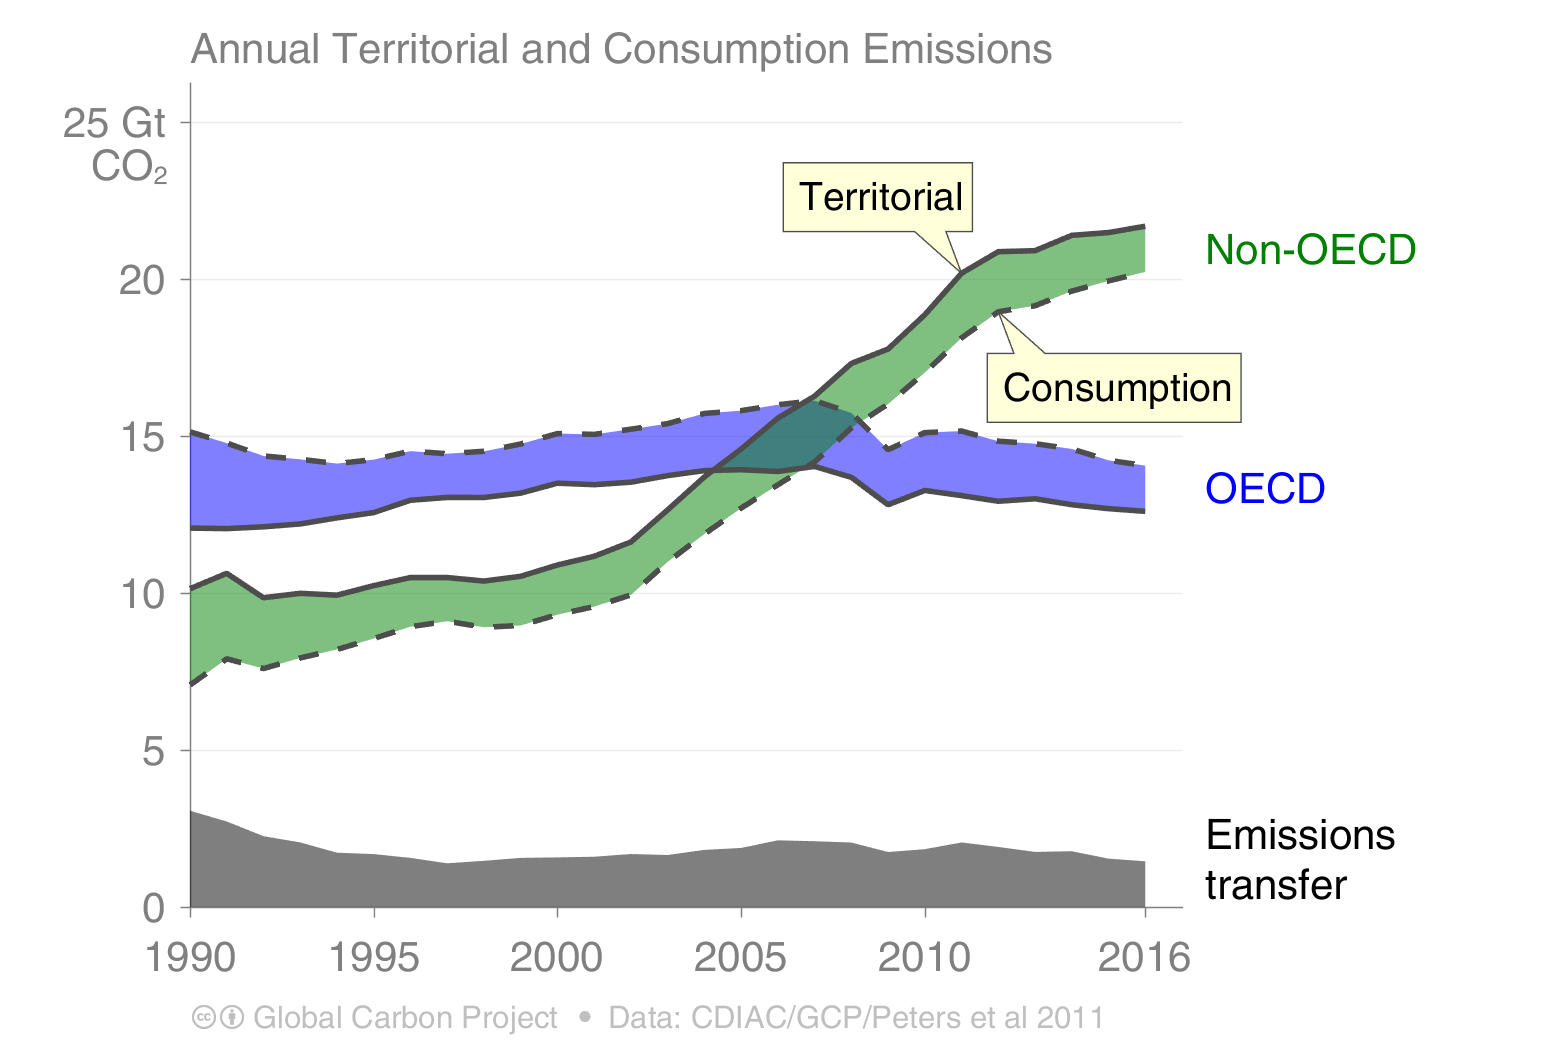 Annual Territorial and Consumption Emissions
25 Gt
CO₂
20
15
10
5
0
Territorial
Consumption
Non-OECD
OECD
Emissions
transfer
1990 1995 2000 2005 2010 2016
cc Global Carbon Project • Data: CDIAC/GCP/Peters et al 2011